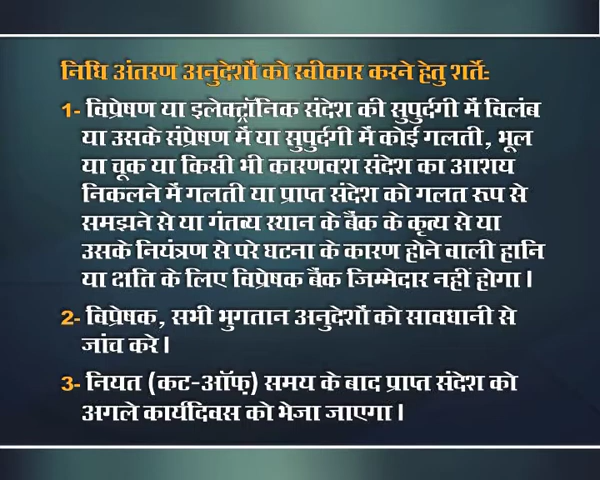 निधि अंतरण अनुदेशों को स्वीकार करने हेतु शर्तेः
1- विप्रेषण या इलेक्ट्रॉनिक संदेश की सुपुर्दगी में विलंब
या उसके संप्रेषण में या सुपुर्दगी में कोई गलती, भूल
या चूक या किसी भी कारणवश संदेश का आशय
निकलने में गलती या प्राप्त संदेश को गलत रूप से
समझने से या गंतव्य स्थान के बैंक के कृत्य से या
उसके नियंत्रण से परे घटना के कारण होने वाली हानि
या क्षति के लिए विप्रेषक बैंक जिम्मेदार नहीं होगा।
2- विप्रेषक, सभी भुगतान अनुदेशों को सावधानी से
जांच करे।
3- नियत (कट-ऑफ़) समय के बाद प्राप्त संदेश को
अगले कार्यदिवस को भेजा जाएगा।